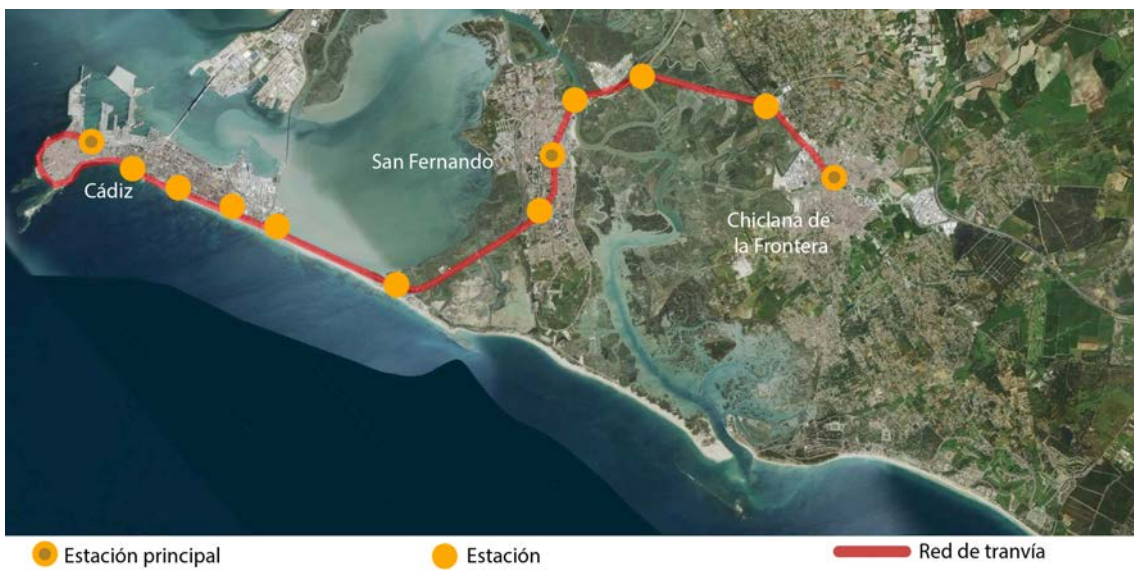 San Fernando
Cádiz
Chiclana de
la Frontera
Estación principal
Estación
Red de tranvía